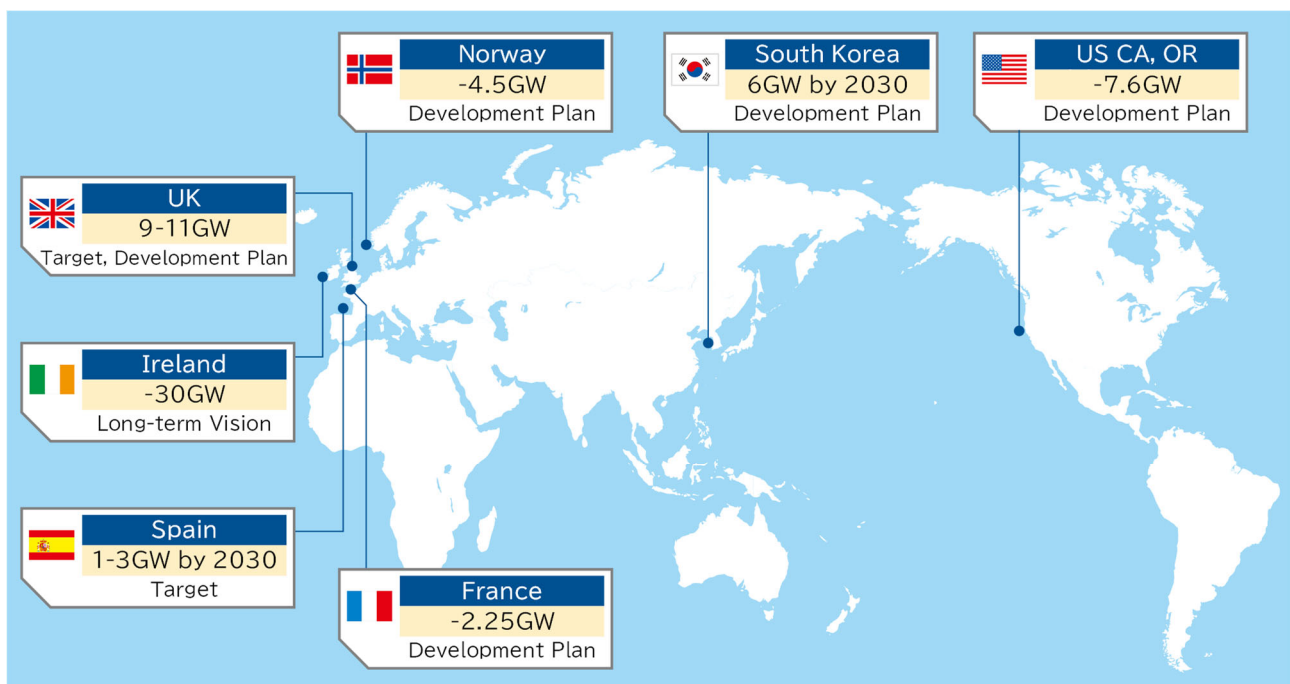 Norway
-4.5GW
Development Plan
South Korea
6GW by 2030
Development Plan
US CA, OR
-7.6GW
Development Plan
UK
9-11GW
Target, Development Plan
Ireland
-30GW
Long-term Vision
Spain
1-3GW by 2030
Target
France
-2.25GW
Development Plan